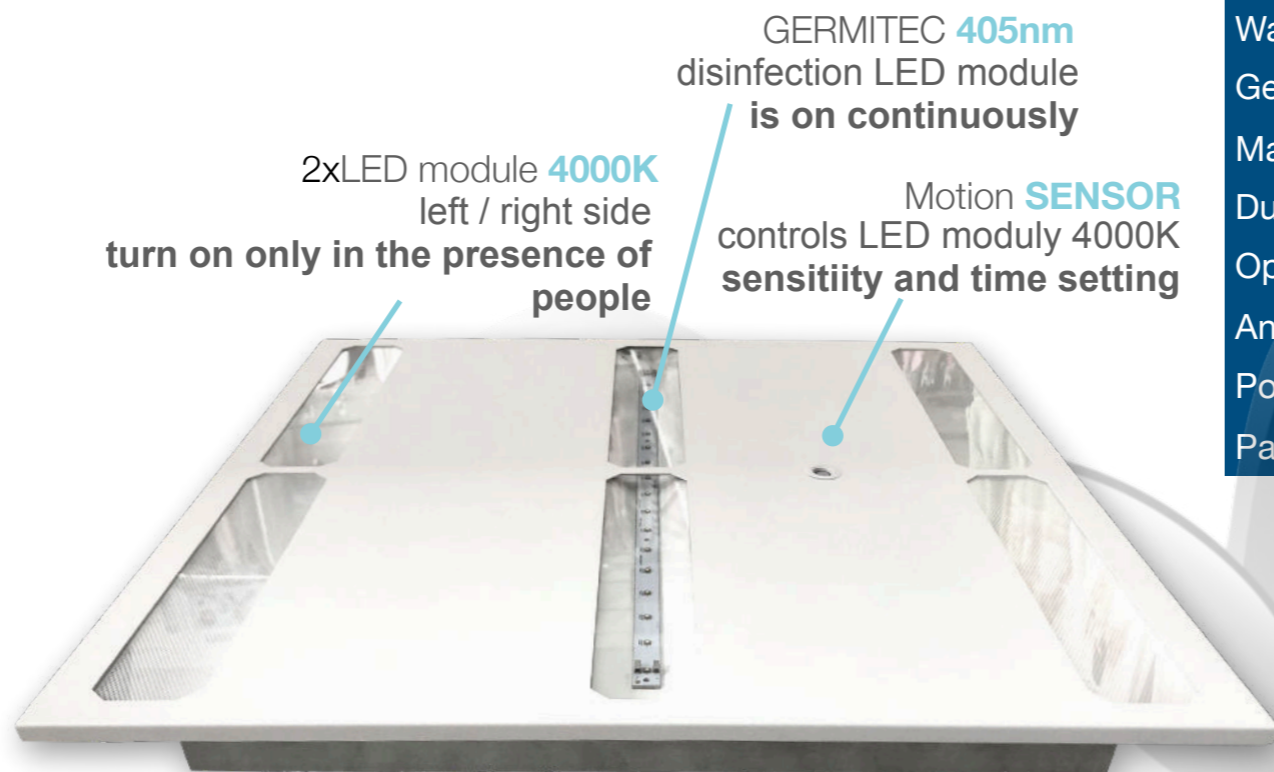 GERMITEC 405nm
disinfection LED module
is on continuously
2xLED module 4000K
left / right side
turn on only in the presence of
people
Motion SENSOR
controls LED moduly 4000K
sensitiity and time setting